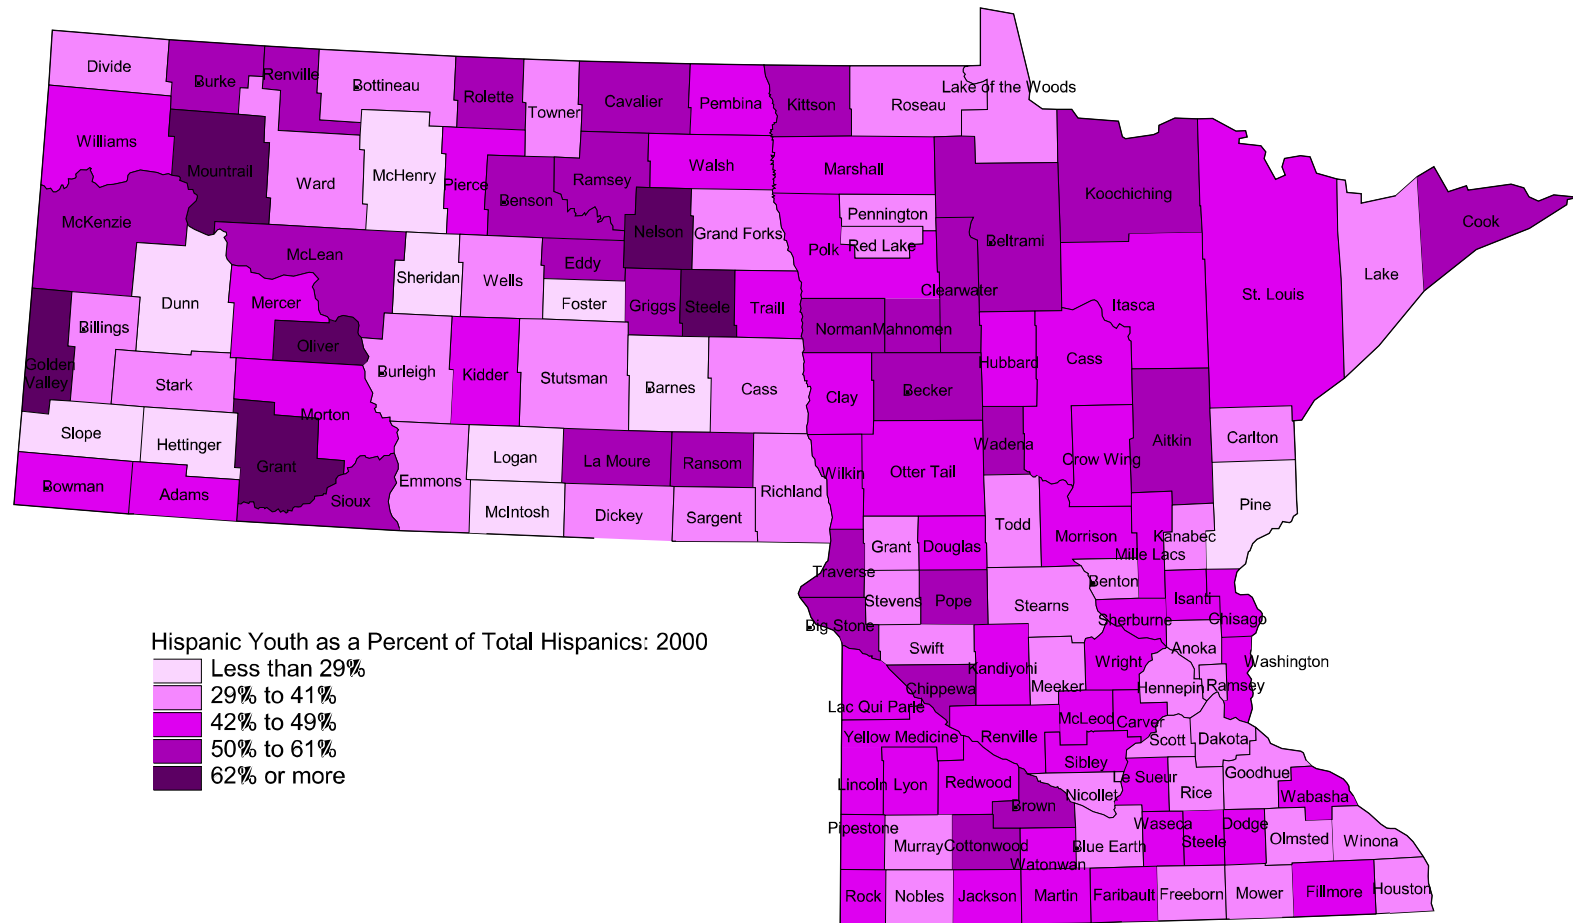 Divide
Burke
Renville
Bottineau
Rolette
Towner
Cavalier
Pembina
Kittson
Roseau
Lake of the Woods
Williams
Mountrail
Ward
McHenry
Pierce
Benson
Ramsey
Walsh
Marshall
Pennington
Red Lake
Polk
Beltrami
Koochiching
Cook
McKenzie
McLean
Sheridan
Wells
Eddy
Nelson
Grand Forks
Clearwater
Itasca
St. Louis
Lake
Dunn
Mercer
Foster
Griggs
Steele
Traill
Norman
Mahnomen
Hubbard
Cass
Billings
Golden
Valley
Oliver
Stark
Burleigh
Kidder
Stutsman
Barnes
Cass
Clay
Becker
Wadena
Crow Wing
Aitkin
Carlton
Slope
Hettinger
Morton
Grant
Emmons
Logan
La Moure
Ransom
Richland
Wilkin
Otter Tail
Pine
Bowman
Adams
Sioux
McIntosh
Dickey
Sargent
Todd
Morrison
Mille Lacs
Kanabec
Grant
Douglas
Traverse
Stevens
Pope
Stearns
Benton
Isanti
Chisago
Sherburne
Big Stone
Swift
Kandiyohi
Meeker
Wright
Anoka
Hennepin
Ramsey
Washington
Chippewa
Lac Qui Parle
McLeod
Carver
Scott
Dakota
Yellow Medicine
Renville
Sibley
Le Sueur
Goodhue
Lincoln
Lyon
Redwood
Brown
Nicollet
Rice
Wabasha
Pipestone
Murray
Cottonwood
Watonwan
Blue Earth
Waseca
Steele
Dodge
Olmsted
Winona
Rock
Nobles
Jackson
Martin
Faribault
Freeborn
Mower
Fillmore
Houston
Hispanic Youth as a Percent of Total Hispanics: 2000
Less than 29%
29% to 41%
42% to 49%
50% to 61%
62% or more